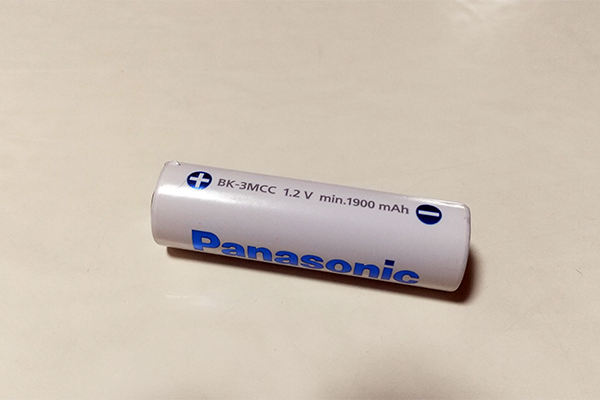 + BK-3MCC 1.2 V min.1900 mAh −
Panasonic